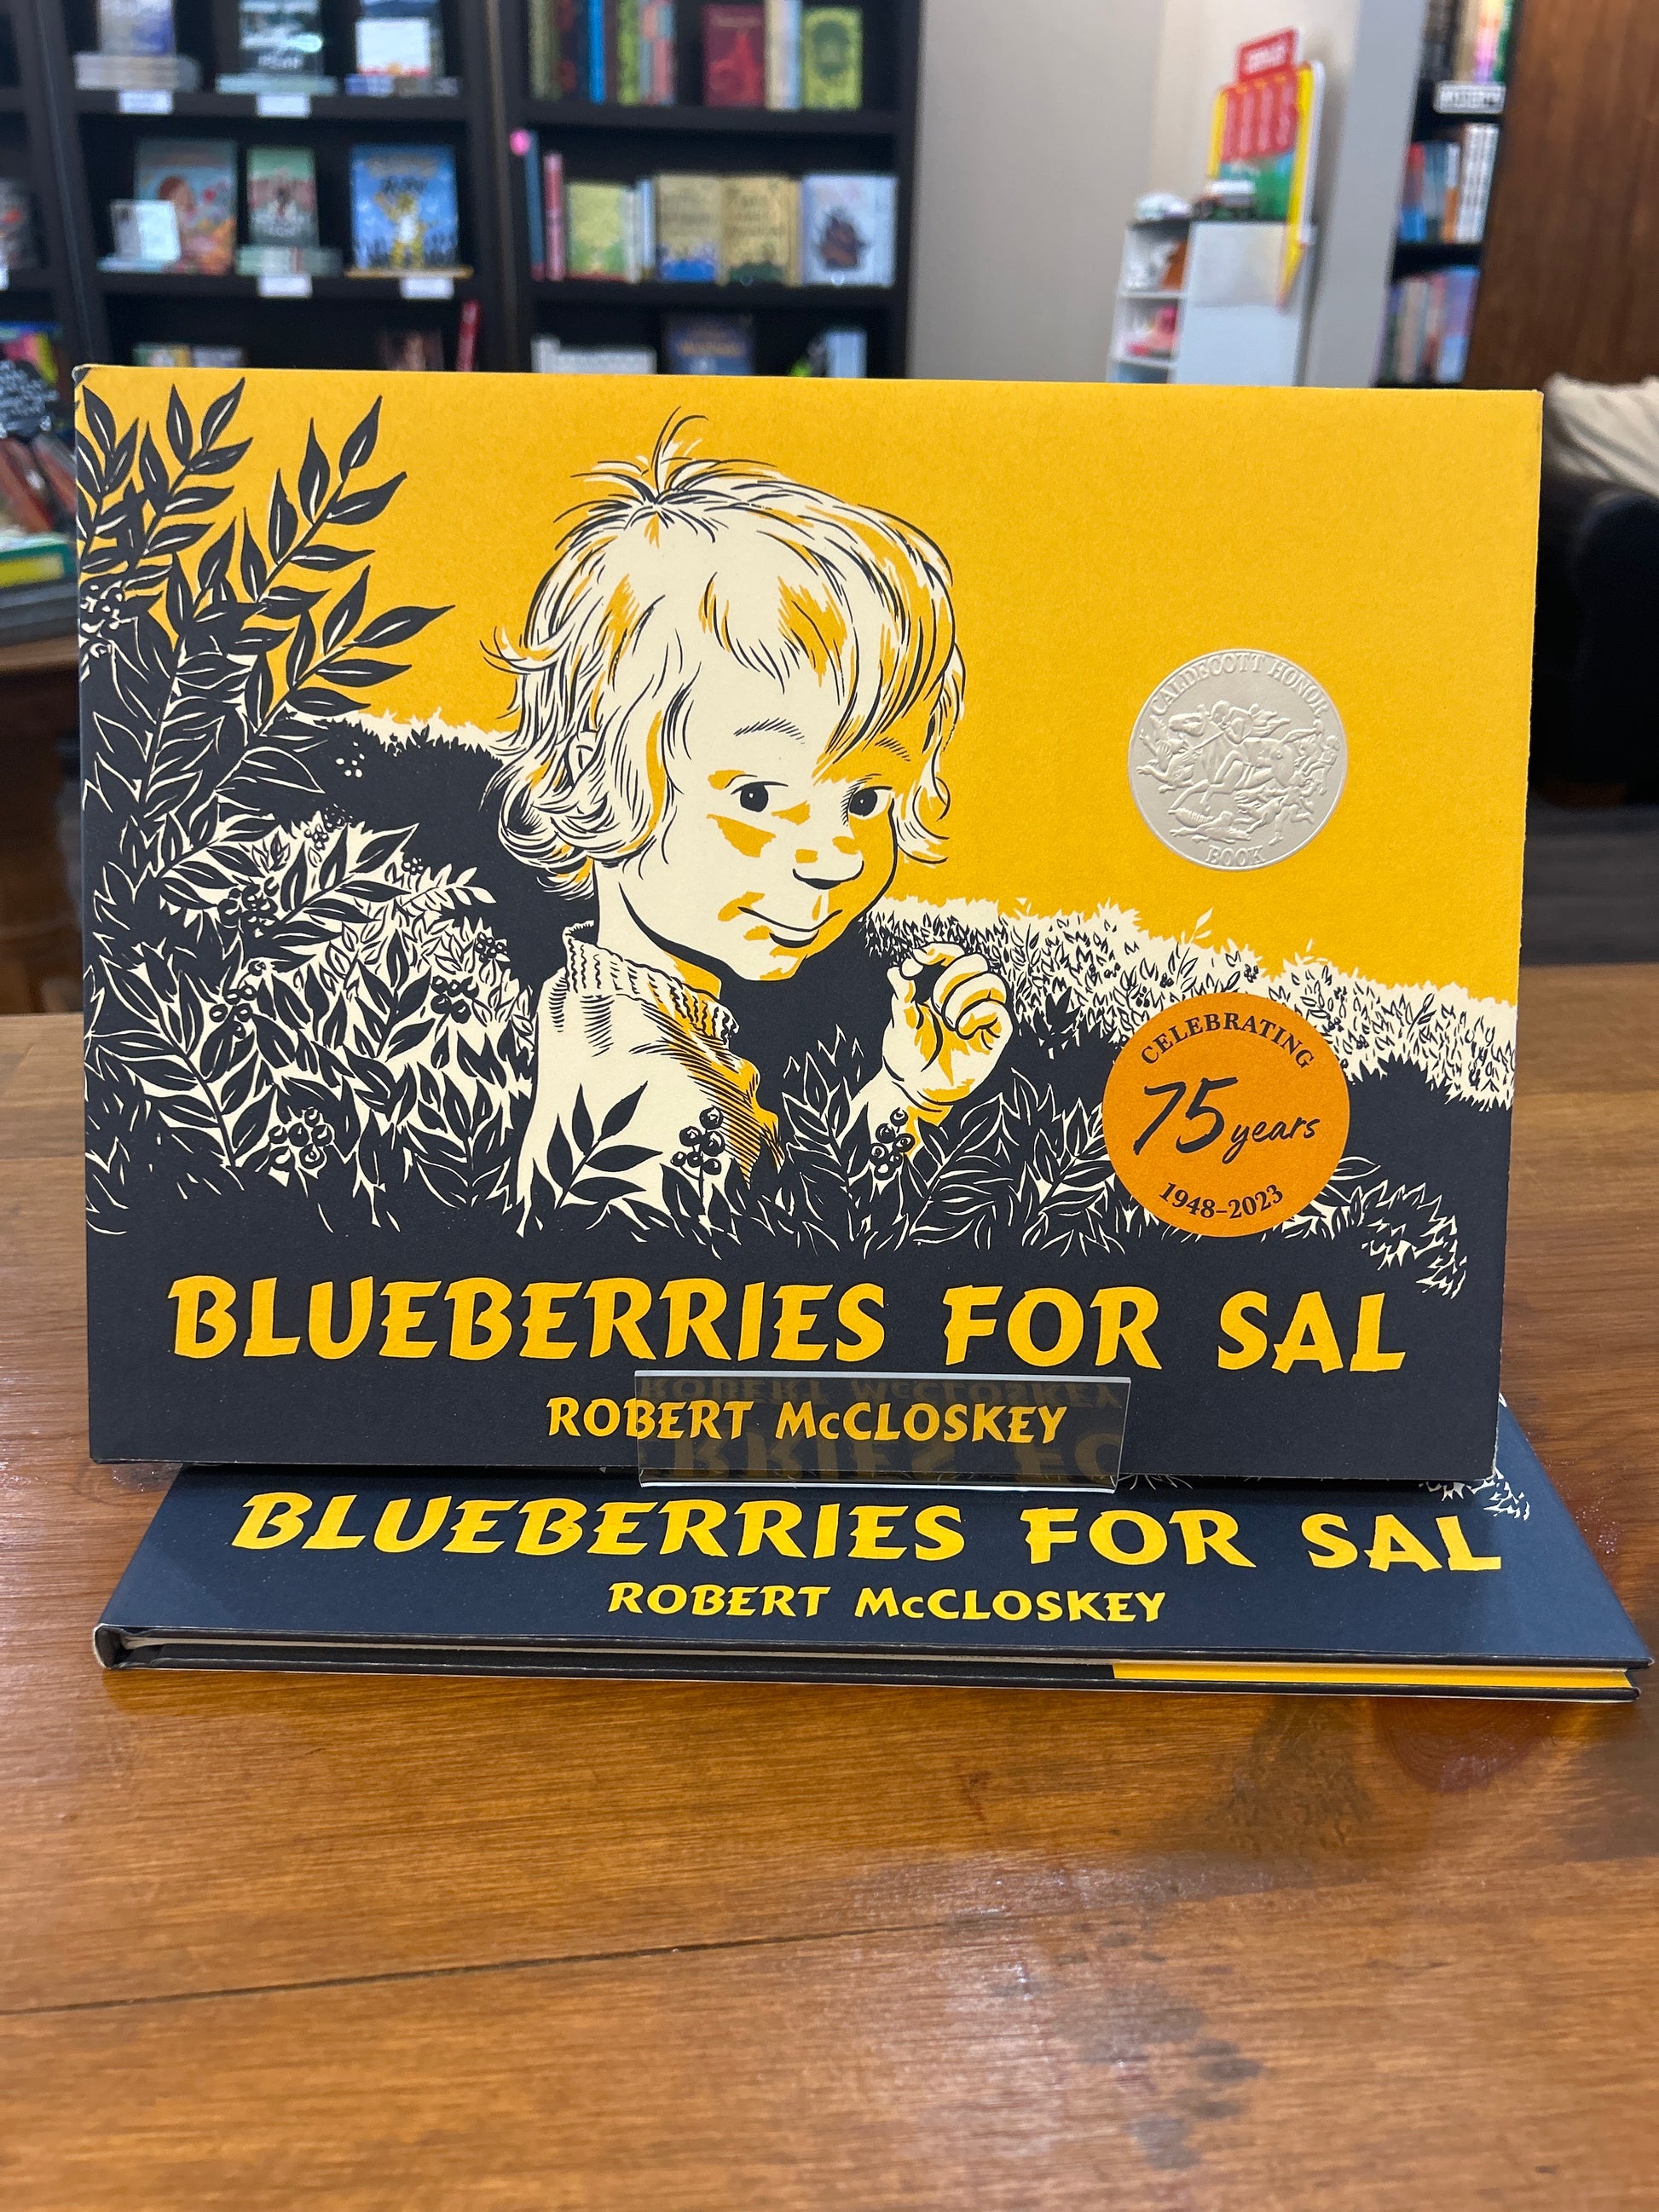 CALDECOTT HONOR
BOOK
CELEBRATING
75 years
1948–2023
BLUEBERRIES FOR SAL
ROBERT McCLOSKEY
BLUEBERRIES FOR SAL
ROBERT McCLOSKEY